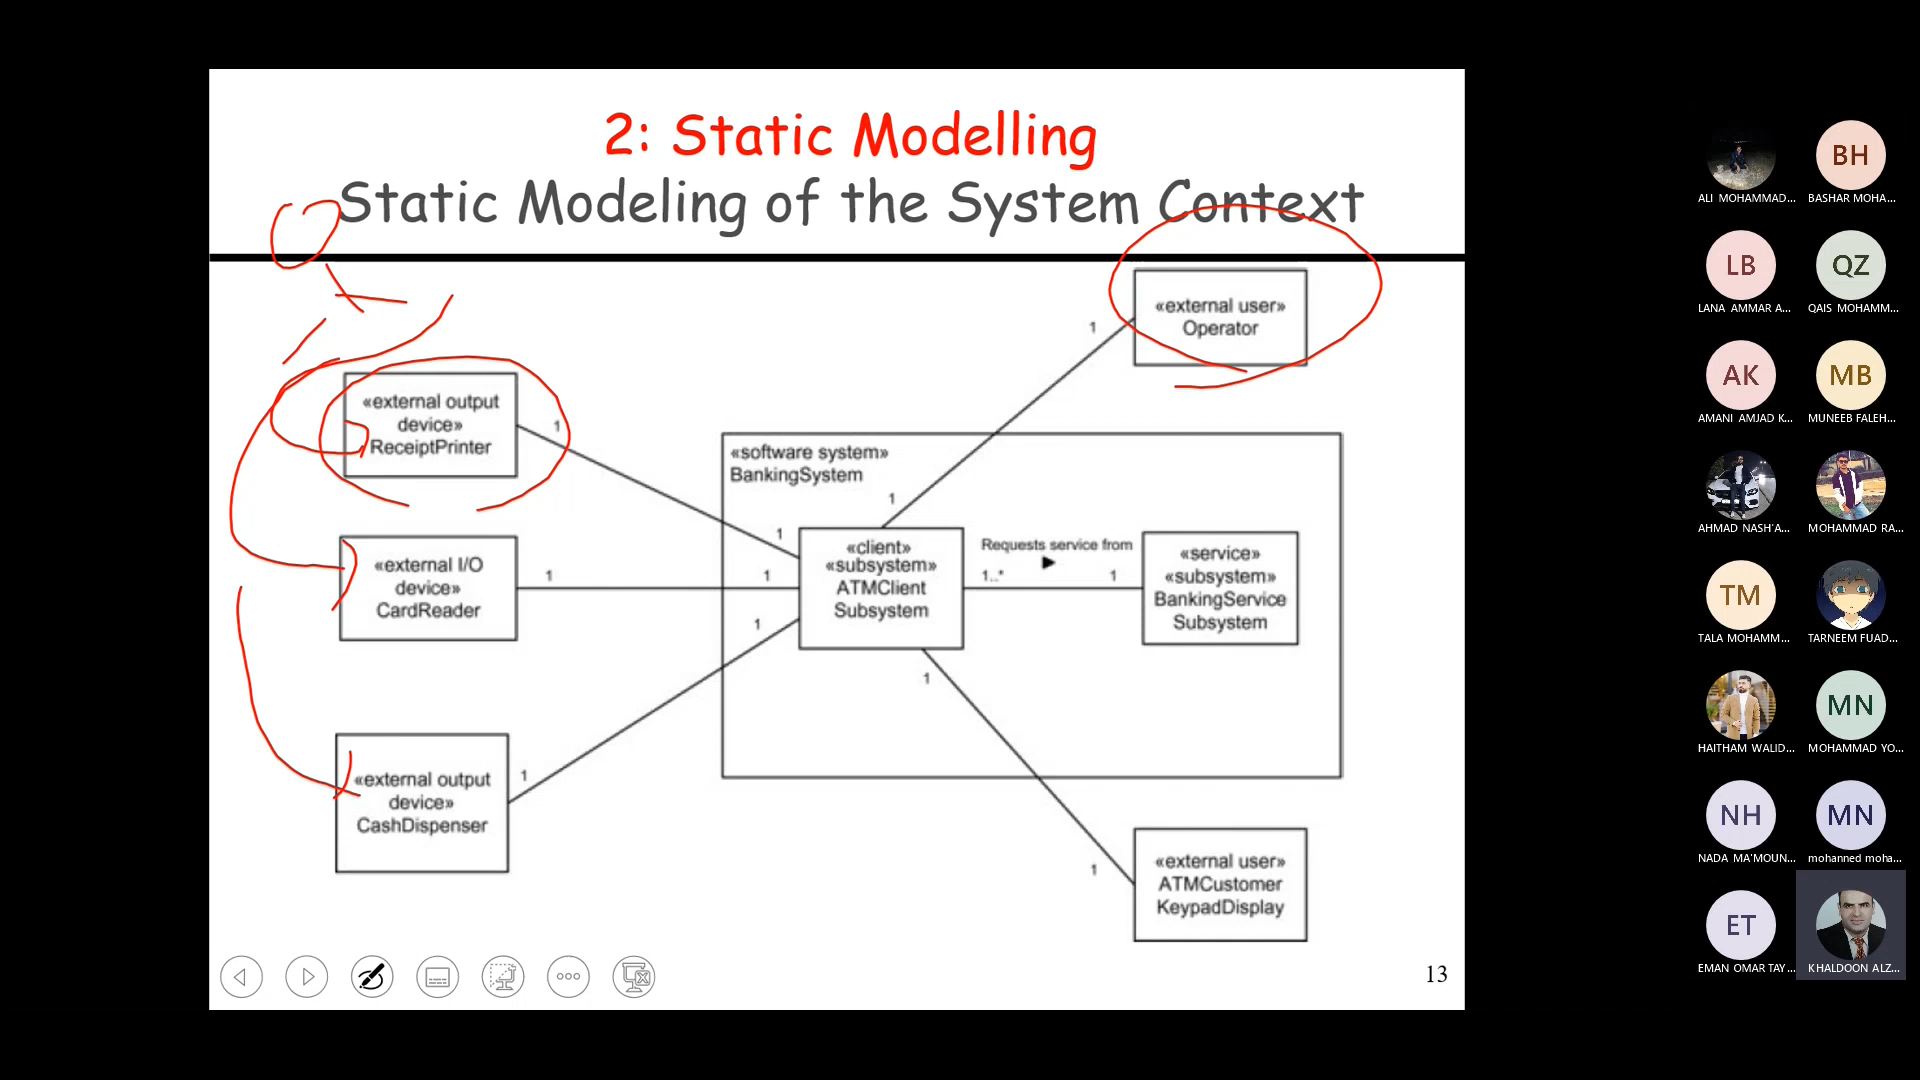 2: Static Modelling
Static Modeling of the System Context
«external user»
Operator
1
«external output
device»
ReceiptPrinter
1
«software system»
BankingSystem
1
1
«client»
«subsystem»
ATMClient
Subsystem
Requests service from
1..*
1
«service»
«subsystem»
BankingService
Subsystem
«external I/O
device»
CardReader
1
1
1
1
«external output
device»
CashDispenser
1
1
«external user»
ATMCustomer
KeypadDisplay
13
ALI MOHAMMAD...
BH
BASHAR MOHA...
LB
LANA AMMAR A...
QZ
QAIS MOHAMM...
AK
AMANI AMJAD K...
MB
MUNEEB FALEH...
AHMAD NASH'A...
MOHAMMAD RA...
TM
TALA MOHAMM...
TARNEEM FUAD...
HAITHAM WALID...
MN
MOHAMMAD YO...
NH
NADA MA'MOUN...
MN
mohanned moha...
ET
EMAN OMAR TAY...
KHALDOON ALZ...